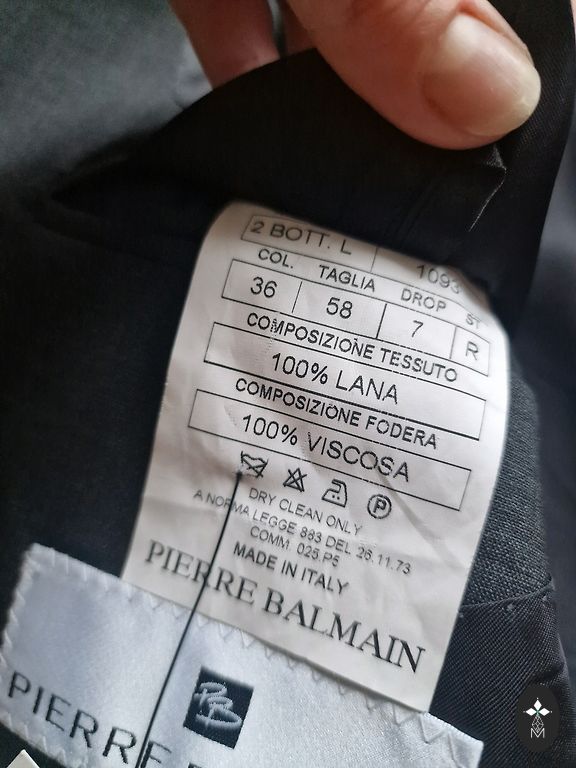 2 BOTT. L 1093
COL. TAGLIA DROP ST
36 58 7 R
COMPOSIZIONE TESSUTO
100% LANA
COMPOSIZIONE FODERA
100% VISCOSA
P
DRY CLEAN ONLY
A NORMA LEGGE 883 DEL 26.11.73
COMM. 025.P5
MADE IN ITALY
PIERRE BALMAIN
PB
PIERRE
M